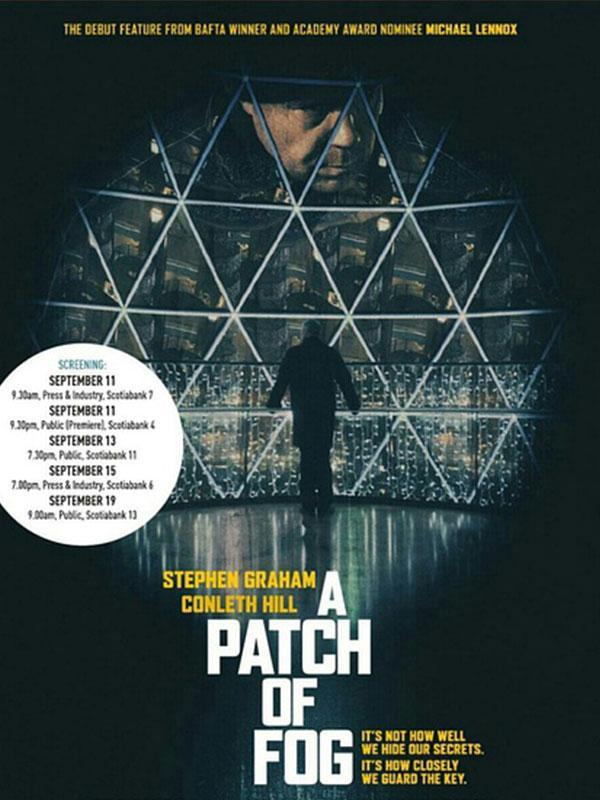 THE DEBUT FEATURE FROM BAFTA WINNER AND ACADEMY AWARD NOMINEE MICHAEL LENNOX
SCREENING:
SEPTEMBER 11
9.30am, Press & Industry, Scotiabank 7
SEPTEMBER 11
9.30pm, Public (Premiere), Scotiabank 4
SEPTEMBER 13
7.30pm, Public, Scotiabank 11
SEPTEMBER 15
7.00pm, Press & Industry, Scotiabank 6
SEPTEMBER 19
9.00am, Public, Scotiabank 13
STEPHEN GRAHAM
CONLETH HILL
A
PATCH
OF
FOG
IT'S NOT HOW WELL
WE HIDE OUR SECRETS.
IT'S HOW CLOSELY
WE GUARD THE KEY.